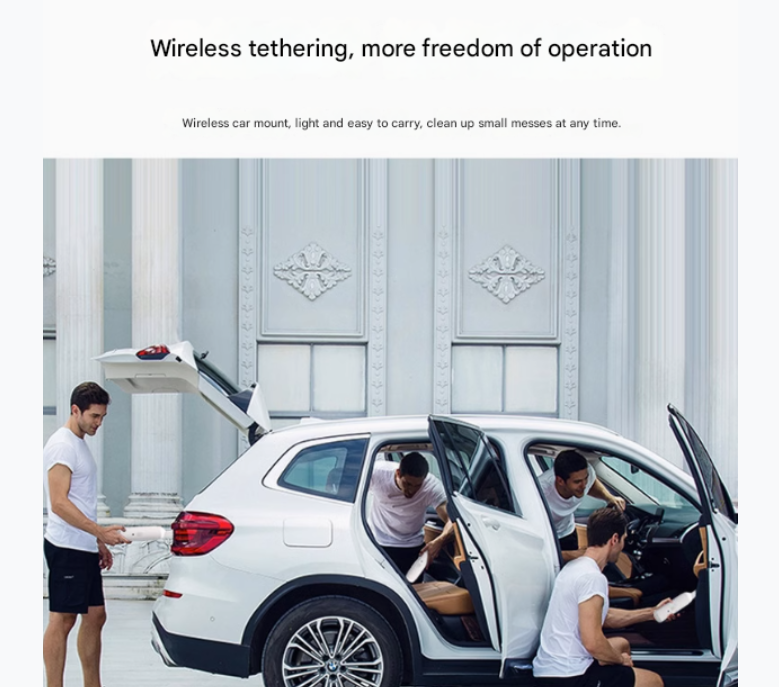 Wireless tethering, more freedom of operation
Wireless car mount, light and easy to carry, clean up small messes at any time.